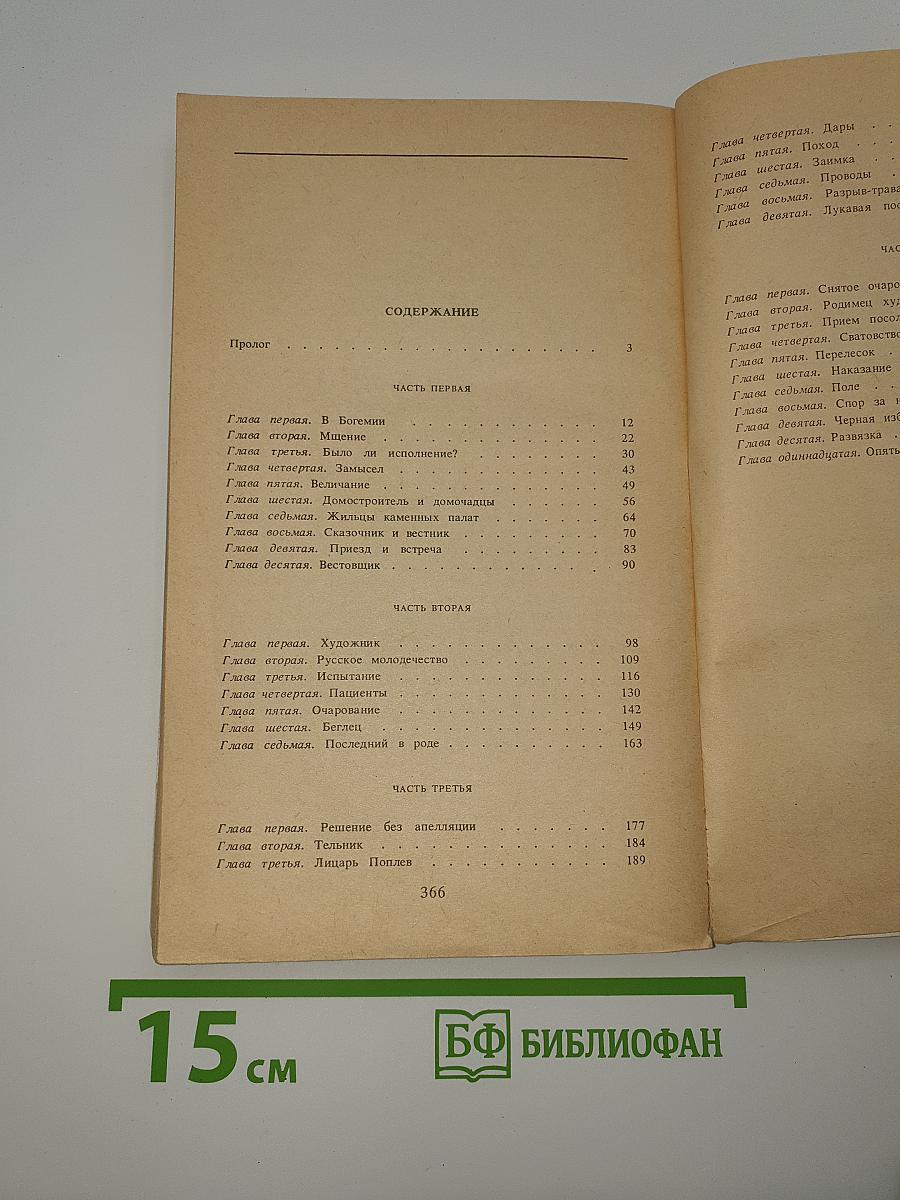 СОДЕРЖАНИЕ
Пролог . . . . . . . . . . . . . . . . . . . . 3
ЧАСТЬ ПЕРВАЯ
Глава первая. В Богемии . . . . . . . . . . . . 12
Глава вторая. Мщение . . . . . . . . . . . . . . 22
Глава третья. Было ли исполнение? . . . . . . . . 30
Глава четвертая. Замысел . . . . . . . . . . . . . 43
Глава пятая. Величание . . . . . . . . . . . . . . 49
Глава шестая. Домостроитель и домочадцы . . . . . . . 56
Глава седьмая. Жильцы каменных палат . . . . . . . 64
Глава восьмая. Сказочник и вестник . . . . . . . . . 70
Глава девятая. Приезд и встреча . . . . . . . . . 83
Глава десятая. Вестовщик . . . . . . . . . . . . . 90
ЧАСТЬ ВТОРАЯ
Глава первая. Художник . . . . . . . . . . . . . 98
Глава вторая. Русское молодечество . . . . . . . . . 109
Глава третья. Испытание . . . . . . . . . . . . . 116
Глава четвертая. Пациенты . . . . . . . . . . . . . 130
Глава пятая. Очарование . . . . . . . . . . . . . 142
Глава шестая. Беглец . . . . . . . . . . . . . . 149
Глава седьмая. Последний в роде . . . . . . . . . . 163
ЧАСТЬ ТРЕТЬЯ
Глава первая. Решение без апелляции . . . . . . . 177
Глава вторая. Тельник . . . . . . . . . . . . . . 184
Глава третья. Лицарь Поплев . . . . . . . . . . . 189
366
Глава четвертая. Дары . .
Глава пятая. Поход . . .
Глава шестая. Заимка . .
Глава седьмая. Проводы .
Глава восьмая. Разрыв-трава
Глава девятая. Лукавая
Глава первая. Снятое
Глава вторая. Родимец
Глава третья. Прием
Глава четвертая. Сватовство
Глава пятая. Перелесок .
Глава шестая. Наказание
Глава седьмая. Поле . .
Глава восьмая. Спор за
Глава девятая. Черная
Глава десятая. Развязка .
Глава одиннадцатая. Опять
15 см
БФ БИБЛИОФАН